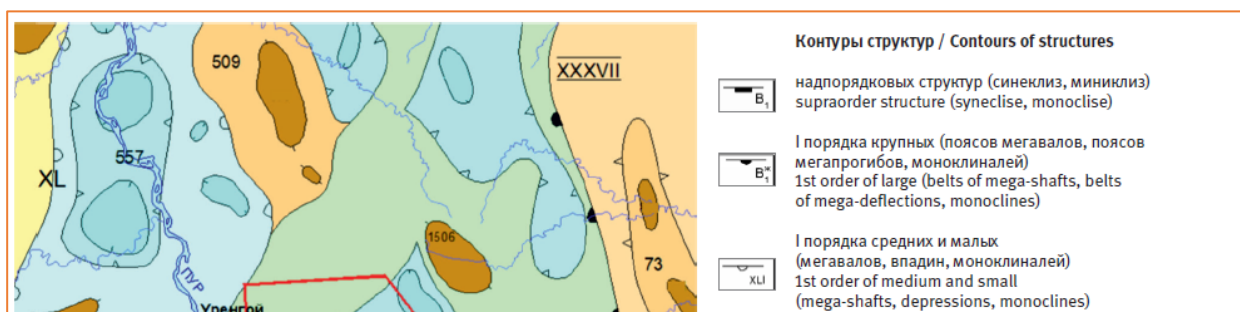 509
XXXVII
557
XL
1506
73
ПУР
Уренгой
Контуры структур / Contours of structures
B1
надпорядковых структур (синеклиз, миниклиз)
supraorder structure (syneclise, monoclise)
I порядка крупных (поясов мегавалов, поясов
мегапрогибов, моноклиналей)
B1ж
1st order of large (belts of mega-shafts, belts
of mega-deflections, monoclines)
I порядка средних и малых
(мегавалов, впадин, моноклиналей)
XLI
1st order of medium and small
(mega-shafts, depressions, monoclines)